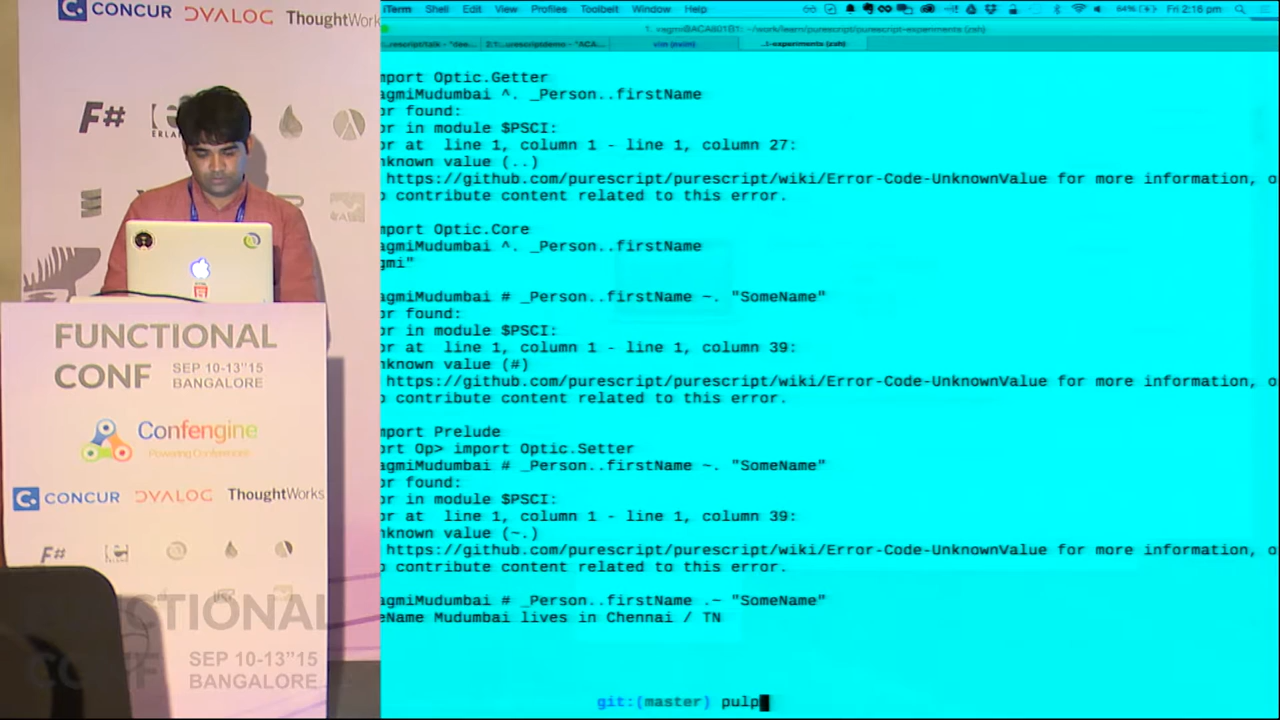 CONCUR DYALOG ThoughtWork
F#
ERLAN
FUNCTIONAL
CONF SEP 10-13"15
BANGALORE
Confengine
Powering Conferences
CONCUR DYALOG ThoughtWorks
F#
CTIONAL
SEP 10-13"15
BANGALORE
iTerm Shell Edit View Profiles Toolbelt Window Help 64% Fri 2:16 pm
mport Optic.Getter
agmiMudumbai ^. _Person..firstName
or found:
or in module $PSCI:
or at line 1, column 1 - line 1, column 27:
nknown value (..)
https://github.com/purescript/purescript/wiki/Error-Code-UnknownValue for more information, o
o contribute content related to this error.
mport Optic.Core
agmiMudumbai ^. _Person..firstName
gmi"
agmiMudumbai # _Person..firstName ~. "SomeName"
or found:
or in module $PSCI:
or at line 1, column 1 - line 1, column 39:
nknown value (#)
https://github.com/purescript/purescript/wiki/Error-Code-UnknownValue for more information, o
o contribute content related to this error.
mport Prelude
ort Op> import Optic.Setter
agmiMudumbai # _Person..firstName ~. "SomeName"
or found:
or in module $PSCI:
or at line 1, column 1 - line 1, column 39:
nknown value (~.)
https://github.com/purescript/purescript/wiki/Error-Code-UnknownValue for more information, o
o contribute content related to this error.
agmiMudumbai # _Person..firstName .~ "SomeName"
eName Mudumbai lives in Chennai / TN
git:(master) pulp